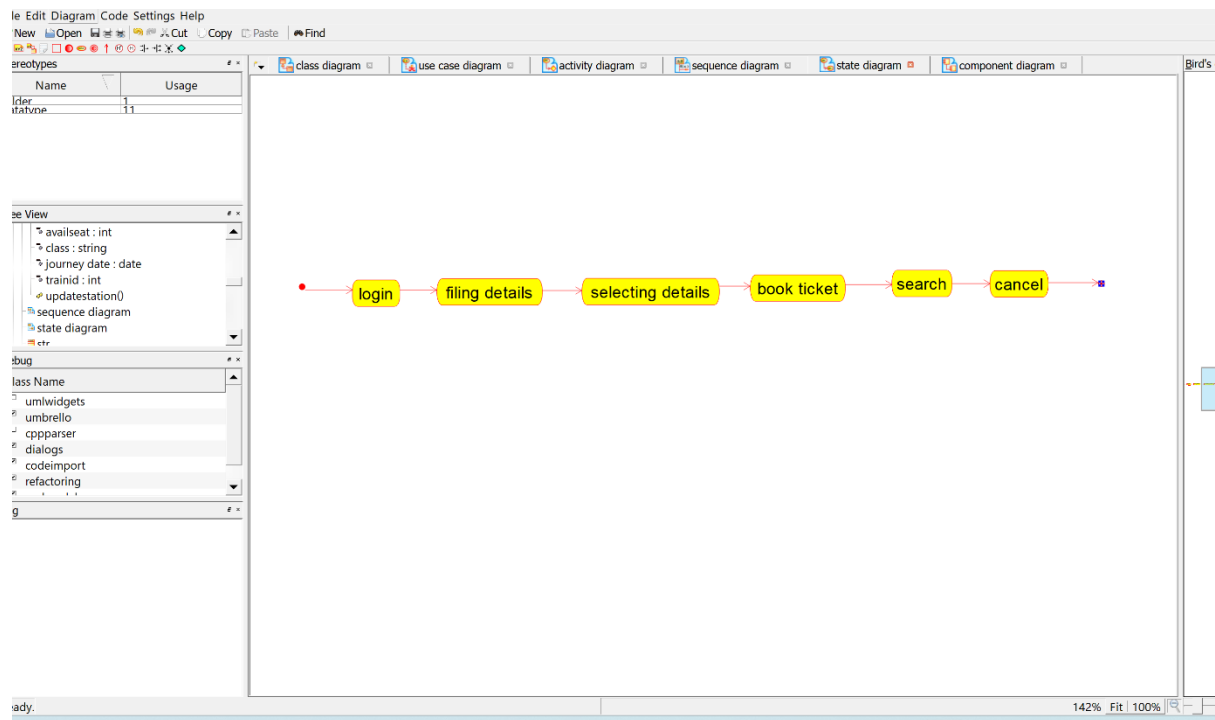 le Edit Diagram Code Settings Help
New Open Cut Copy Paste Find
ereotypes
class diagram use case diagram activity diagram sequence diagram state diagram component diagram
Bird's
Name Usage
lder 1
tatype 11
ee View
availseat : int
class : string
journey date : date
trainid : int
updatestation()
sequence diagram
state diagram
str
login filing details selecting details book ticket search cancel
ebug
lass Name
umlwidgets
umbrello
cppparser
dialogs
codeimport
refactoring
g
eady.
142% Fit 100%